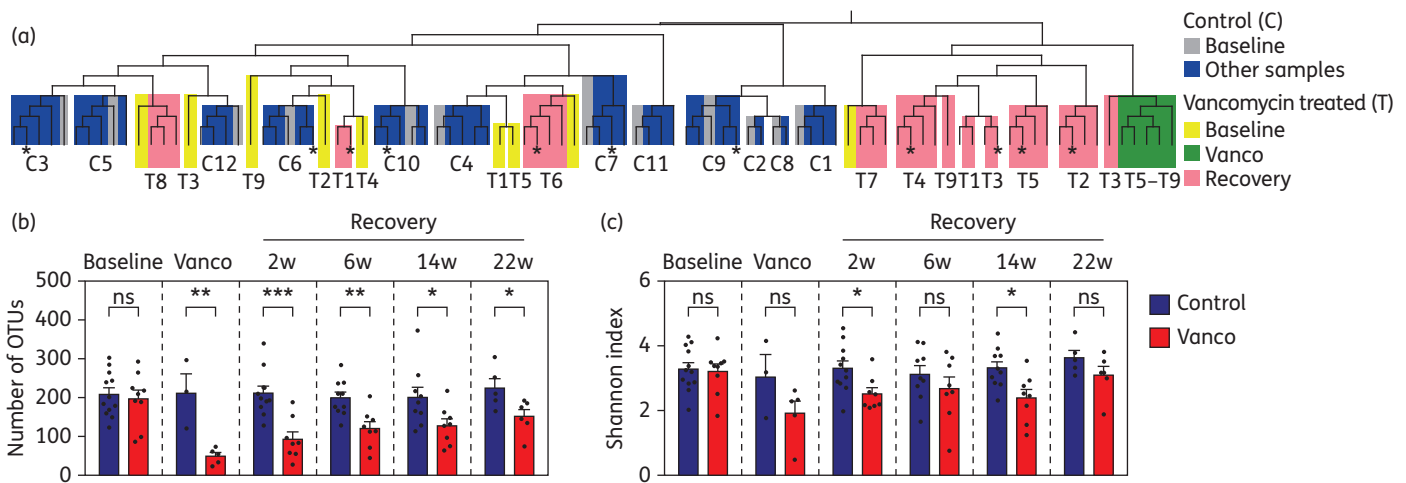 (a)
Control (C)
Baseline
Other samples
Vancomycin treated (T)
Baseline
Vanco
Recovery
* * * * * * * * * * * *
C3 C5 C12 C6 C10 C4 C7 C11 C9 C2 C8 C1
T8 T3 T9 T2 T1 T4 T1 T5 T6 T7 T4 T9 T1 T3 T5 T2 T3 T5–T9
(b)
Recovery
Baseline Vanco 2w 6w 14w 22w
ns ** *** ** * *
Number of OTUs
500
400
300
200
100
0
(c)
Recovery
Baseline Vanco 2w 6w 14w 22w
ns ns * ns * ns
Shannon index
6
4
2
0
Control
Vanco